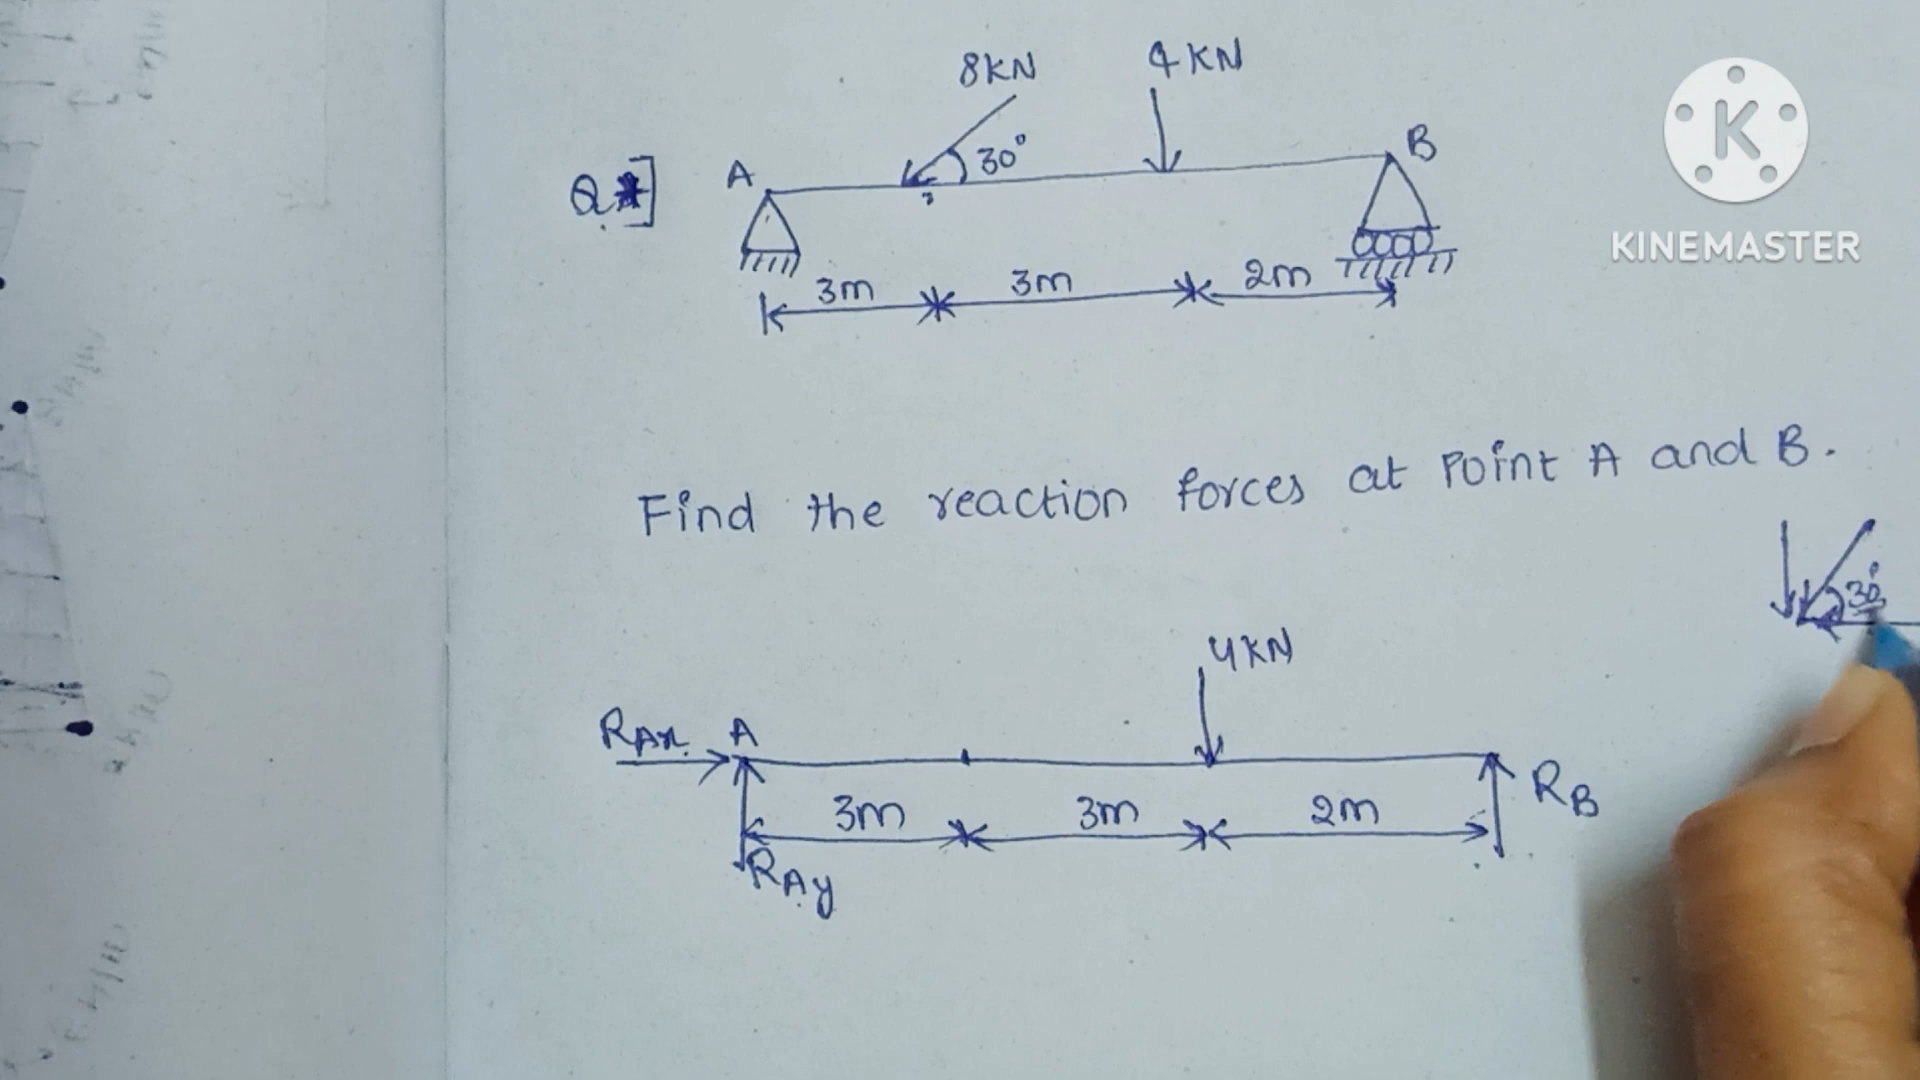 8KN
4KN
30°
A
B
Q*]
3m
3m
2m
K
KINEMASTER
Find the reaction forces at Point A and B.
30°
4KN
RAx
A
3m
3m
2m
RB
RAy